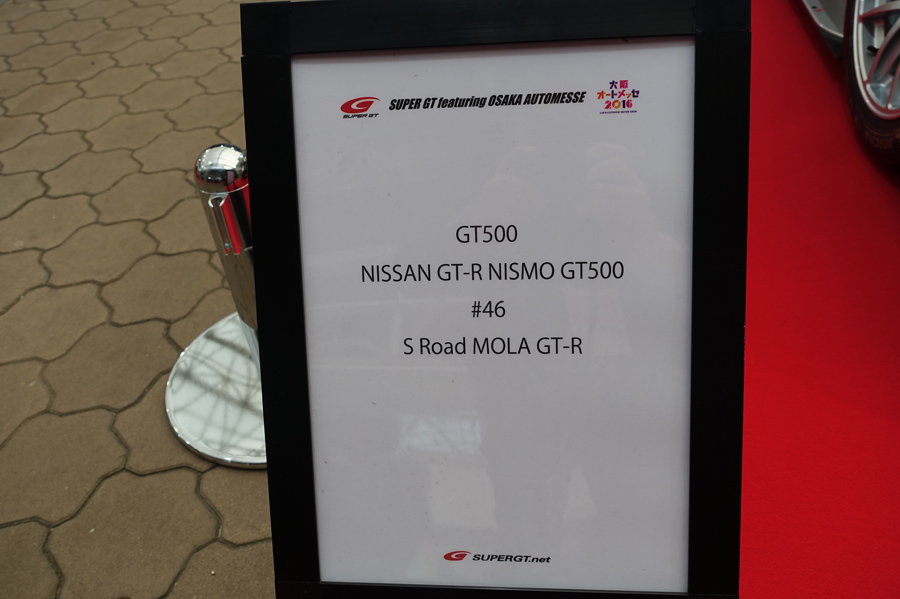 SUPER GT
SUPER GT featuring OSAKA AUTOMESSE
大阪
オートメッセ
2016
GT500
NISSAN GT-R NISMO GT500
#46
S Road MOLA GT-R
SUPERGT.net